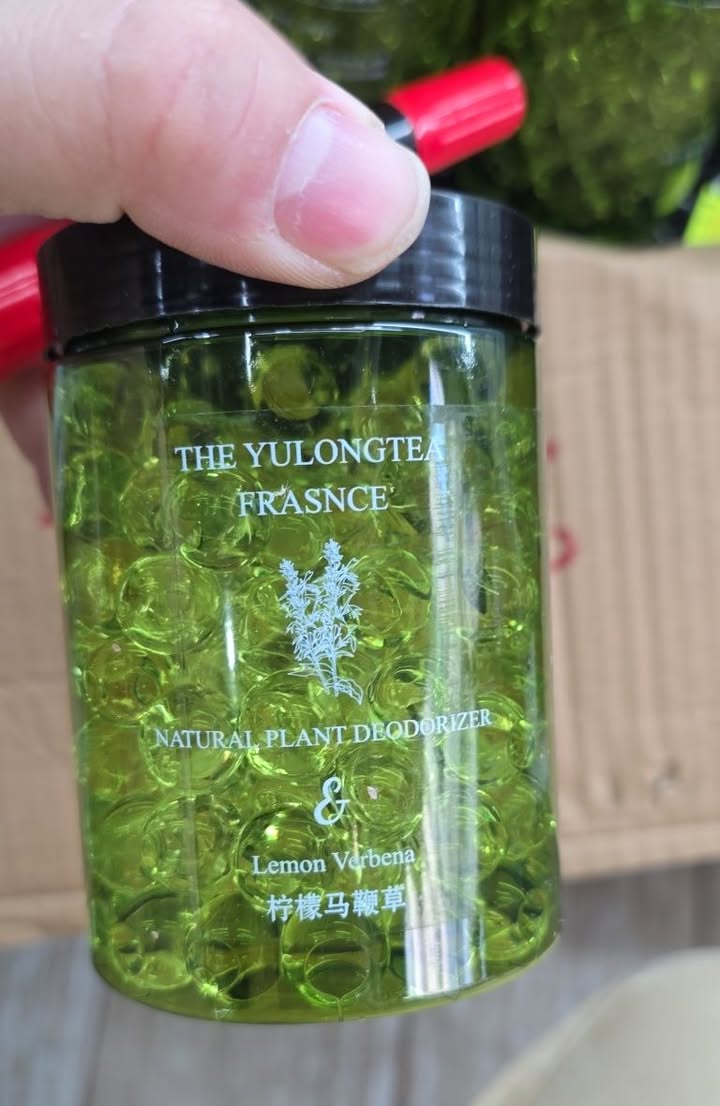 THE YULONGTEA
FRASNCE
NATURAL PLANT DEODORIZER
&
Lemon Verbena
柠檬马鞭草